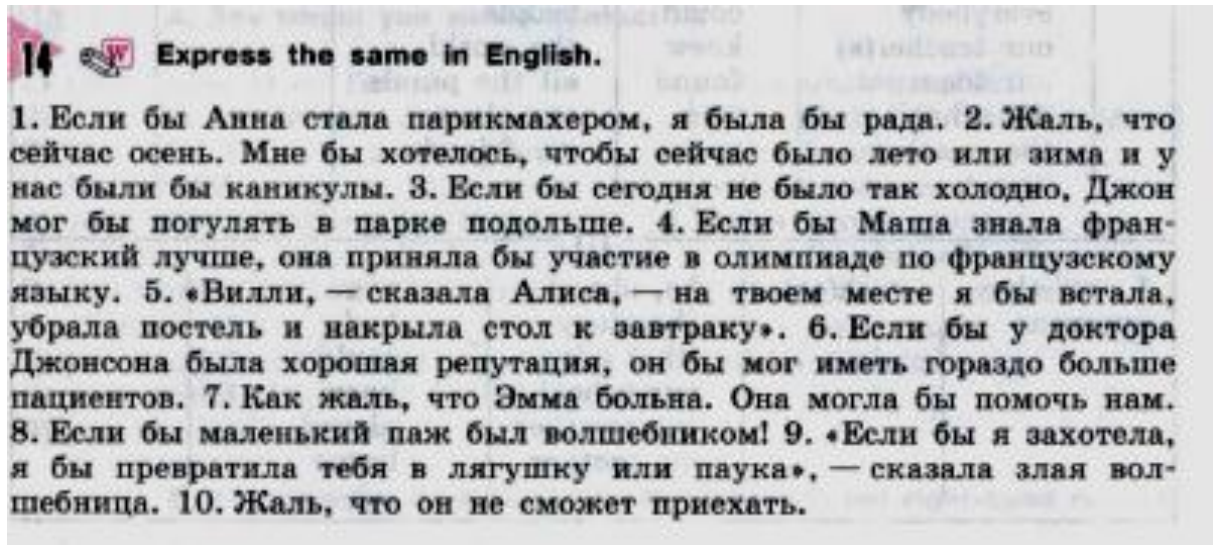 14 W Express the same in English.
1. Если бы Анна стала парикмахером, я была бы рада. 2. Жаль, что
сейчас осень. Мне бы хотелось, чтобы сейчас было лето или зима и у
нас были бы каникулы. 3. Если бы сегодня не было так холодно, Джон
мог бы погулять в парке подольше. 4. Если бы Маша знала фран-
цузский лучше, она приняла бы участие в олимпиаде по французскому
языку. 5. «Вилли, — сказала Алиса, — на твоем месте я бы встала,
убрала постель и накрыла стол к завтраку». 6. Если бы у доктора
Джонсона была хорошая репутация, он бы мог иметь гораздо больше
пациентов. 7. Как жаль, что Эмма больна. Она могла бы помочь нам.
8. Если бы маленький паж был волшебником! 9. «Если бы я захотела,
я бы превратила тебя в лягушку или паука», — сказала злая вол-
шебница. 10. Жаль, что он не сможет приехать.